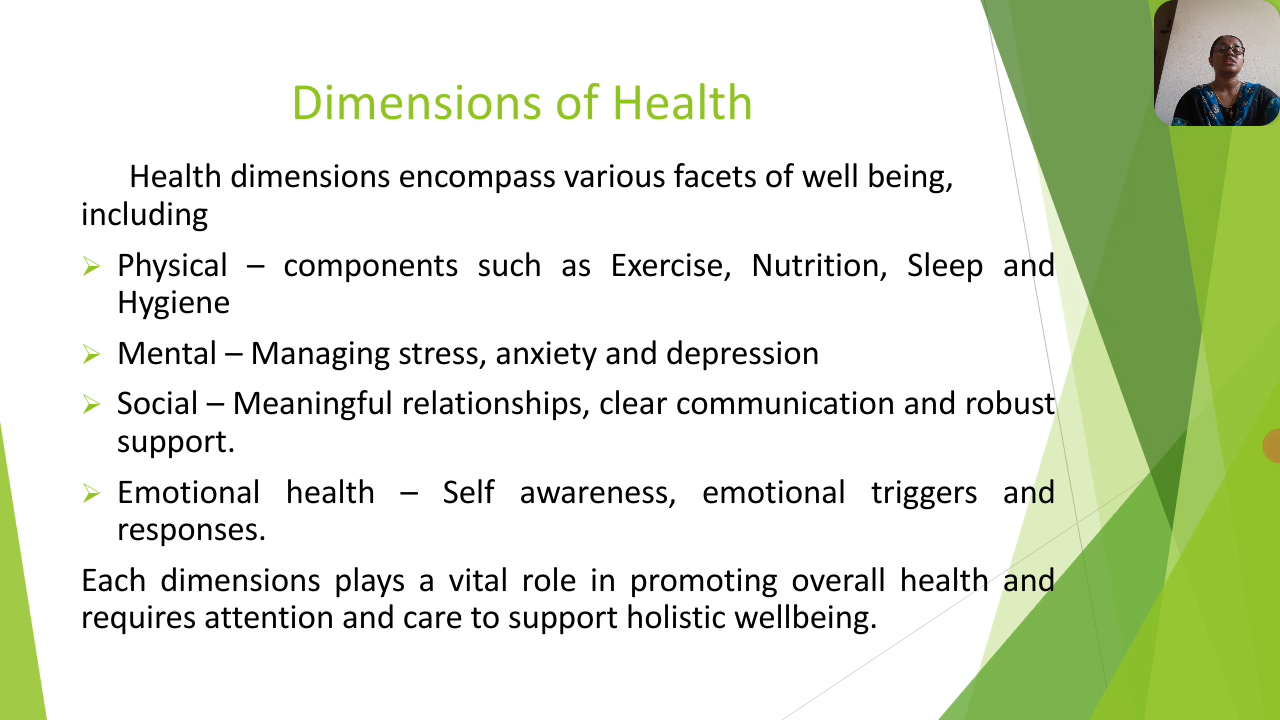 Dimensions of Health
Health dimensions encompass various facets of well being,
including
Physical – components such as Exercise, Nutrition, Sleep and
Hygiene
Mental – Managing stress, anxiety and depression
Social – Meaningful relationships, clear communication and robust
support.
Emotional health – Self awareness, emotional triggers and
responses.
Each dimensions plays a vital role in promoting overall health and
requires attention and care to support holistic wellbeing.